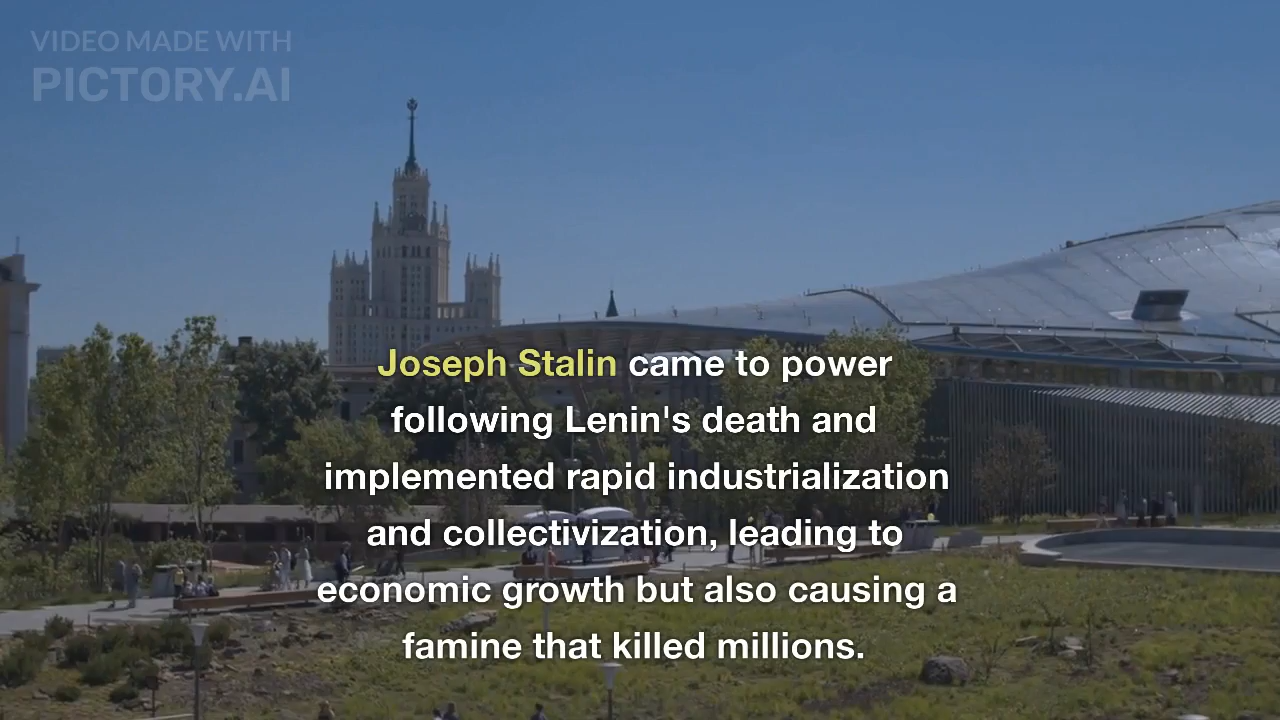 VIDEO MADE WITH
PICTORY.AI
Joseph Stalin came to power
following Lenin's death and
implemented rapid industrialization
and collectivization, leading to
economic growth but also causing a
famine that killed millions.